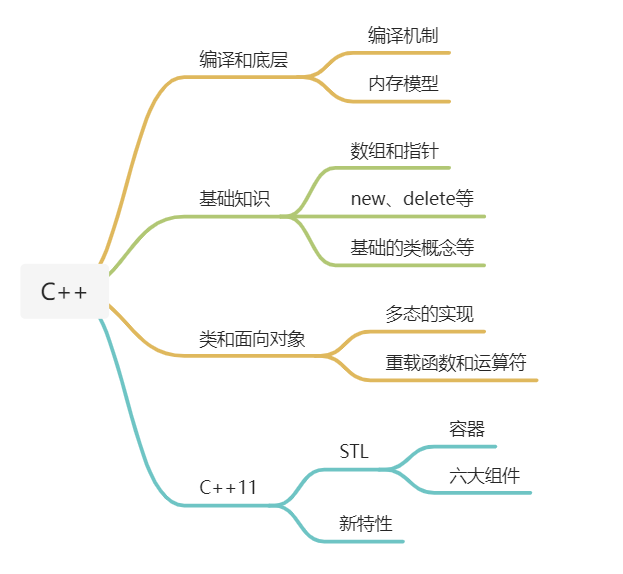 C++
编译和底层
编译机制
内存模型
基础知识
数组和指针
new、delete等
基础的类概念等
类和面向对象
多态的实现
重载函数和运算符
C++11
STL
容器
六大组件
新特性